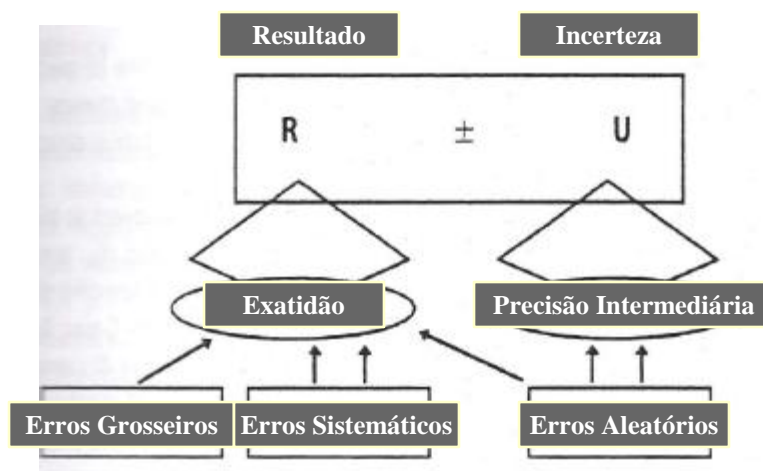 Resultado
Incerteza
R ± U
Exatidão
Precisão Intermediária
Erros Grosseiros
Erros Sistemáticos
Erros Aleatórios